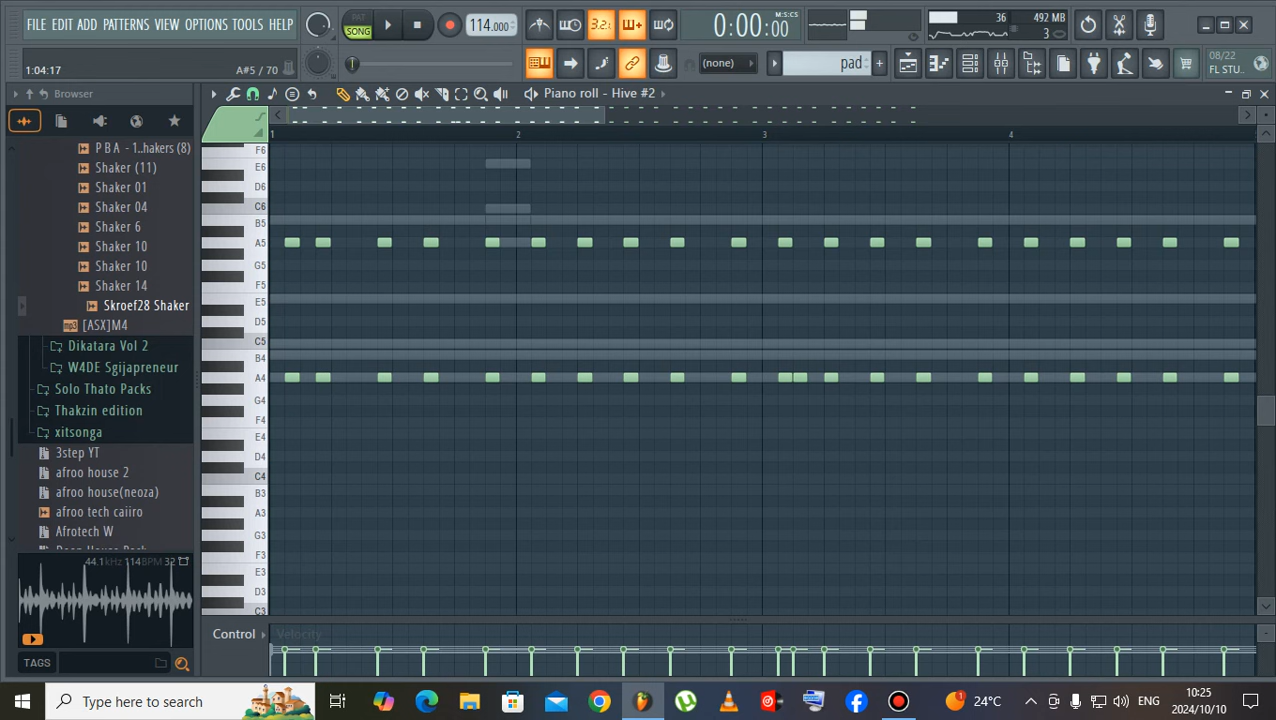 FILE EDIT ADD PATTERNS VIEW OPTIONS TOOLS HELP
PAT
SONG
114.000
3.2.
0:00:00
M:S:CS
36
492 MB
3
1:04:17
A#5 / 70
(none)
pad
08/22
FL STU..
Browser
Piano roll - Hive #2
P B A - 1..hakers (8)
Shaker (11)
Shaker 01
Shaker 04
Shaker 6
Shaker 10
Shaker 10
Shaker 14
Skroef28 Shaker
mp3 [ASX]M4
Dikatara Vol 2
W4DE Sgijapreneur
Solo Thato Packs
Thakzin edition
xitsonga
3step YT
afroo house 2
afroo house(neoza)
afroo tech caiiro
Afrotech W
1
2
3
4
F6
E6
D6
C6
B5
A5
G5
F5
E5
D5
C5
B4
A4
G4
F4
E4
D4
C4
B3
A3
G3
F3
E3
D3
C3
44.1kHz 114BPM 32
TAGS
Control
Velocity
Type here to search
1
24°C
ENG
10:25
2024/10/10